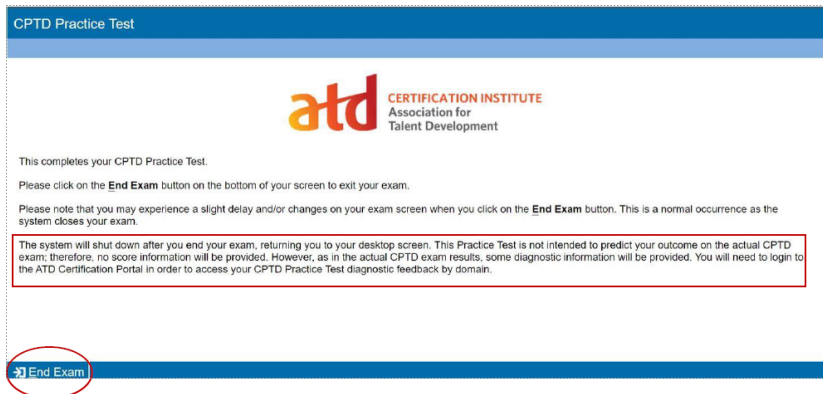 CPTD Practice Test
atd
CERTIFICATION INSTITUTE
Association for
Talent Development
This completes your CPTD Practice Test.
Please click on the End Exam button on the bottom of your screen to exit your exam.
Please note that you may experience a slight delay and/or changes on your exam screen when you click on the End Exam button. This is a normal occurrence as the
system closes your exam.
The system will shut down after you end your exam, returning you to your desktop screen. This Practice Test is not intended to predict your outcome on the actual CPTD
exam; therefore, no score information will be provided. However, as in the actual CPTD exam results, some diagnostic information will be provided. You will need to login to
the ATD Certification Portal in order to access your CPTD Practice Test diagnostic feedback by domain.
End Exam